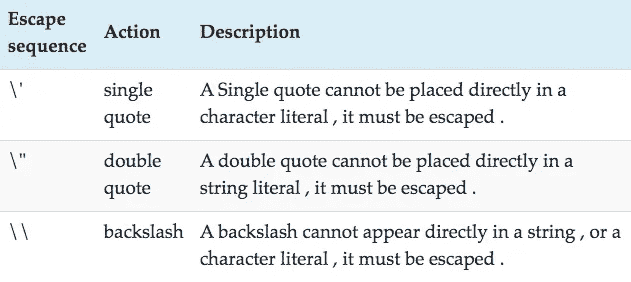 Escape
sequence Action Description
\' single A Single quote cannot be placed directly in a
quote character literal , it must be escaped .
\" double A double quote cannot be placed directly in a
quote string literal , it must be escaped .
\\ backslash A backslash cannot appear directly in a string , or a
character literal , it must be escaped .